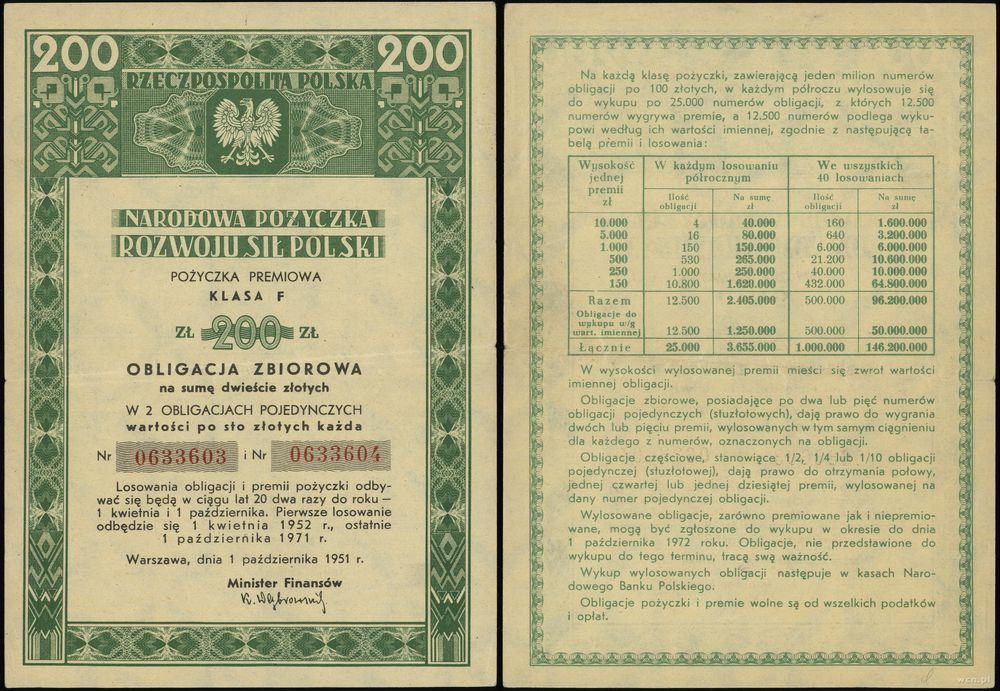 200 200
RZECZPOSPOLITA POLSKA
NARODOWA POŻYCZKA
ROZWOJU SIŁ POLSKI
POŻYCZKA PREMIOWA
KLASA F
ZŁ 200 ZŁ
OBLIGACJA ZBIOROWA
na sumę dwieście złotych
W 2 OBLIGACJACH POJEDYNCZYCH
wartości po sto złotych każda
Nr 0633603 i Nr 0633604
Losowania obligacji i premii pożyczki odby-
wać się będą w ciągu lat 20 dwa razy do roku —
1 kwietnia i 1 października. Pierwsze losowanie
odbędzie się 1 kwietnia 1952 r., ostatnie
1 października 1971 r.
Warszawa, dnia 1 października 1951 r.
Minister Finansów
K. Dąbrowski
Na każdą klasę pożyczki, zawierającą jeden milion numerów
obligacji po 100 złotych, w każdym półroczu wylosowuje się
do wykupu po 25.000 numerów obligacji, z których 12.500
numerów wygrywa premie, a 12.500 numerów podlega wyku-
powi według ich wartości imiennej, zgodnie z następującą ta-
belą premii i losowania:
Wysokość jednej premii zł | W każdym losowaniu półrocznym | We wszystkich 40 losowaniach
Ilość obligacji | Na sumę zł | Ilość obligacji | Na sumę zł
10.000 4 40.000 160 1.600.000
5.000 16 80.000 640 3.200.000
1.000 150 150.000 6.000 6.000.000
500 530 265.000 21.200 10.600.000
250 1.000 250.000 40.000 10.000.000
150 10.800 1.620.000 432.000 64.800.000
Razem 12.500 2.405.000 500.000 96.200.000
Obligacje do
wykupu w/g
wart. imiennej 12.500 1.250.000 500.000 50.000.000
Łącznie 25.000 3.655.000 1.000.000 146.200.000
W wysokości wylosowanej premii mieści się zwrot wartości
imiennej obligacji.
Obligacje zbiorowe, posiadające po dwa lub pięć numerów
obligacji pojedynczych (stuzłotowych), dają prawo do wygrania
dwóch lub pięciu premii, wylosowanych w tym samym ciągnieniu
dla każdego z numerów, oznaczonych na obligacji.
Obligacje częściowe, stanowiące 1/2, 1/4 lub 1/10 obligacji
pojedynczej (stuzłotowej), dają prawo do otrzymania połowy,
jednej czwartej lub jednej dziesiątej premii, wylosowanej na
dany numer pojedynczej obligacji.
Wylosowane obligacje, zarówno premiowane jak i niepremio-
wane, mogą być zgłoszone do wykupu w okresie do dnia
1 października 1972 roku. Obligacje, nie przedstawione do
wykupu do tego terminu, tracą swą ważność.
Wykup wylosowanych obligacji następuje w kasach Naro-
dowego Banku Polskiego.
Obligacje pożyczki i premie wolne są od wszelkich podatków
i opłat.
wcn.pl